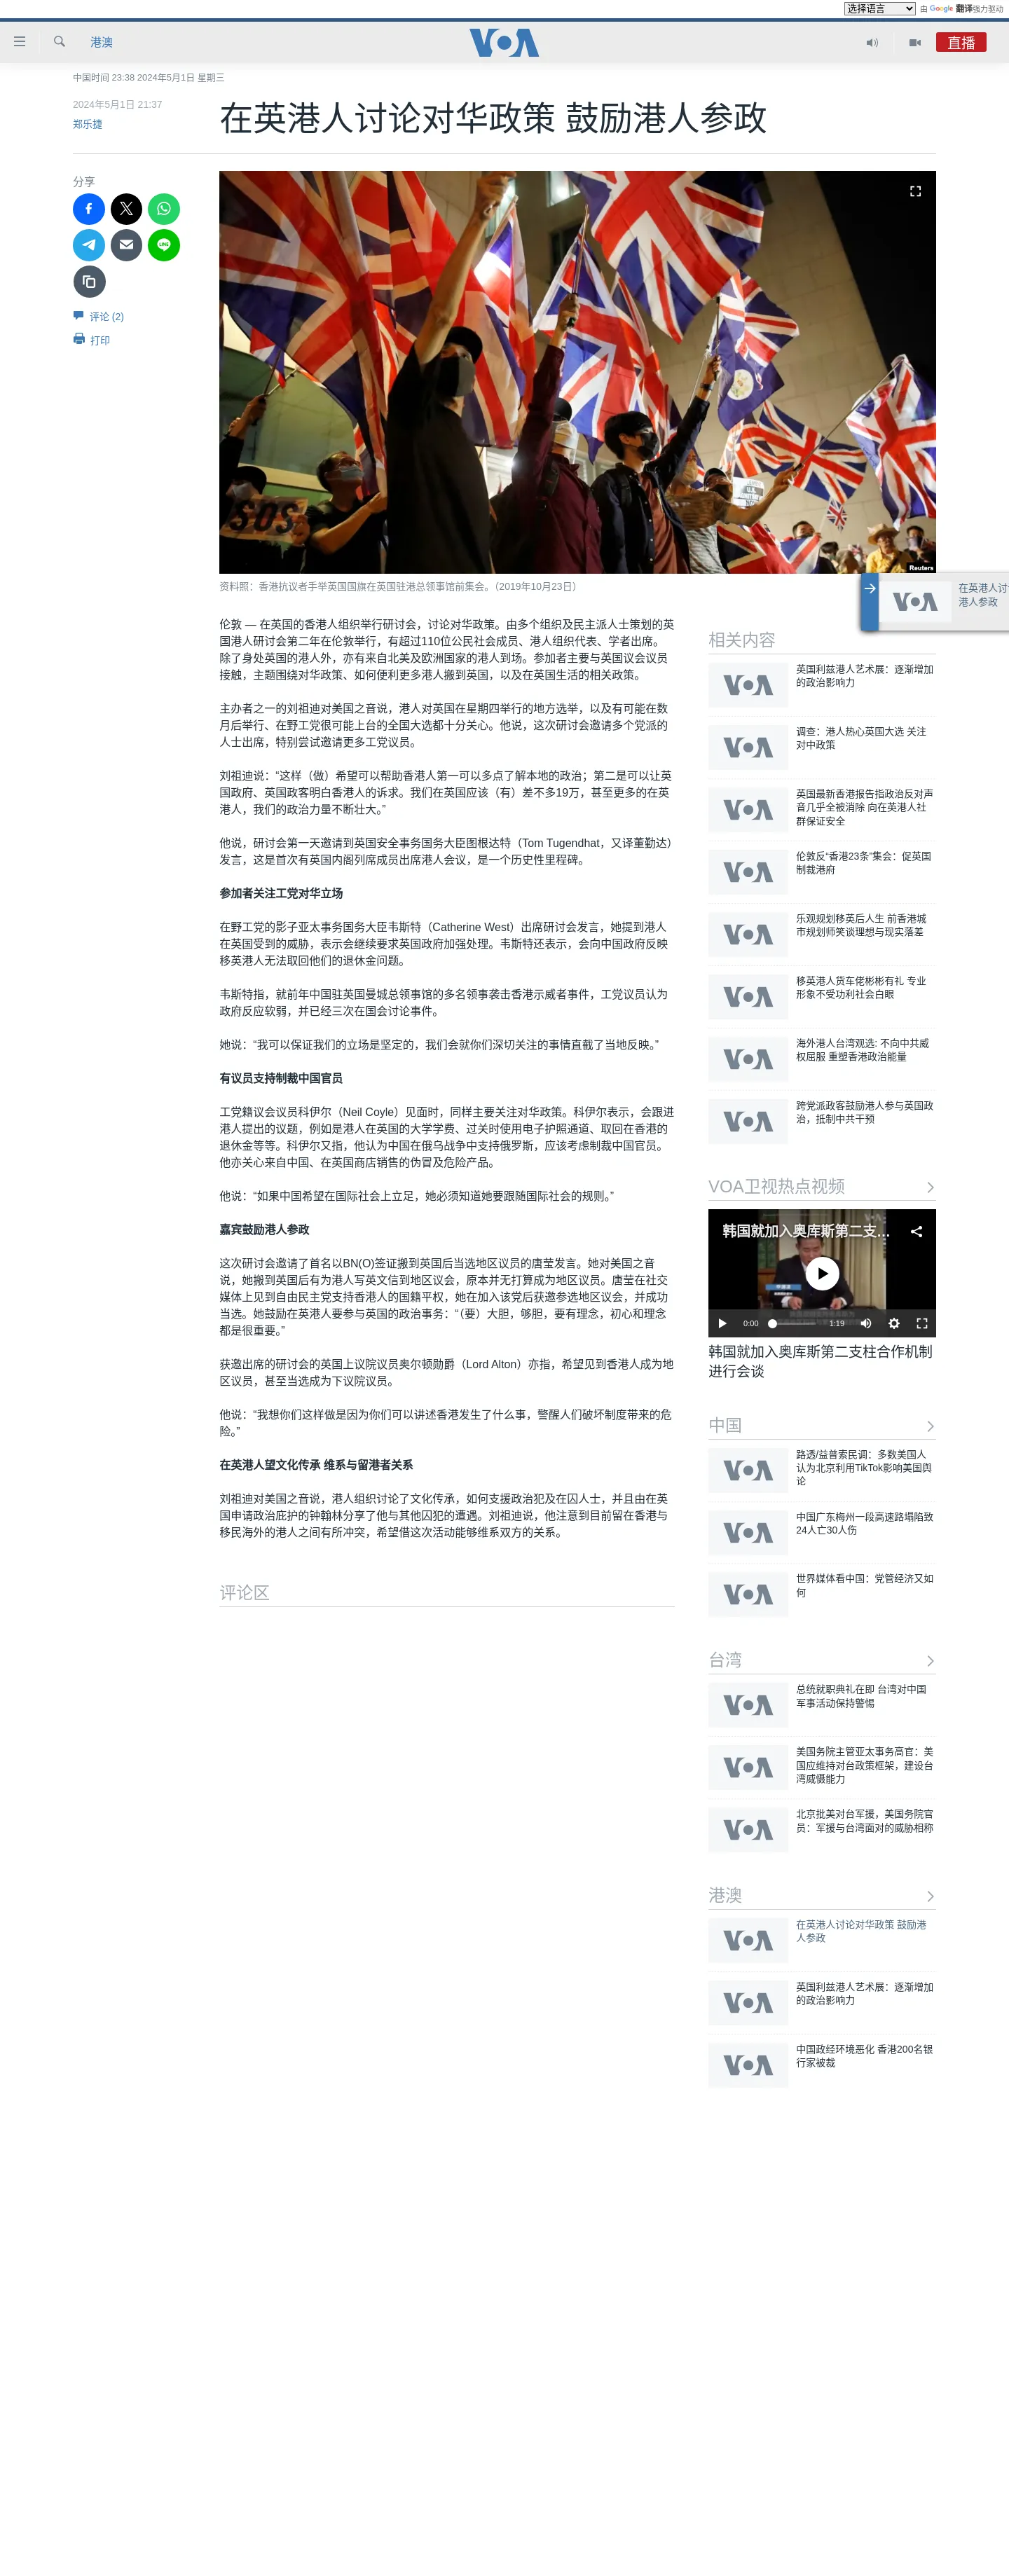 选择语言 由 Google 翻译强力驱动
港澳
VOA
直播
中国时间 23:38 2024年5月1日 星期三
2024年5月1日 21:37
郑乐捷
在英港人讨论对华政策 鼓励港人参政
分享
评论 (2)
打印
SOS
Reuters
资料照：香港抗议者手举英国国旗在英国驻港总领事馆前集会。（2019年10月23日）
伦敦 — 在英国的香港人组织举行研讨会，讨论对华政策。由多个组织及民主派人士策划的英
国港人研讨会第二年在伦敦举行，有超过110位公民社会成员、港人组织代表、学者出席。
除了身处英国的港人外，亦有来自北美及欧洲国家的港人到场。参加者主要与英国议会议员
接触，主题围绕对华政策、如何便利更多港人搬到英国，以及在英国生活的相关政策。
主办者之一的刘祖迪对美国之音说，港人对英国在星期四举行的地方选举，以及有可能在数
月后举行、在野工党很可能上台的全国大选都十分关心。他说，这次研讨会邀请多个党派的
人士出席，特别尝试邀请更多工党议员。
刘祖迪说：“这样（做）希望可以帮助香港人第一可以多点了解本地的政治；第二是可以让英
国政府、英国政客明白香港人的诉求。我们在英国应该（有）差不多19万，甚至更多的在英
港人，我们的政治力量不断壮大。”
他说，研讨会第一天邀请到英国安全事务国务大臣图根达特（Tom Tugendhat，又译董勤达）
发言，这是首次有英国内阁列席成员出席港人会议，是一个历史性里程碑。
参加者关注工党对华立场
在野工党的影子亚太事务国务大臣韦斯特（Catherine West）出席研讨会发言，她提到港人
在英国受到的威胁，表示会继续要求英国政府加强处理。韦斯特还表示，会向中国政府反映
移英港人无法取回他们的退休金问题。
韦斯特指，就前年中国驻英国曼城总领事馆的多名领事袭击香港示威者事件，工党议员认为
政府反应软弱，并已经三次在国会讨论事件。
她说：“我可以保证我们的立场是坚定的，我们会就你们深切关注的事情直截了当地反映。”
有议员支持制裁中国官员
工党籍议会议员科伊尔（Neil Coyle）见面时，同样主要关注对华政策。科伊尔表示，会跟进
港人提出的议题，例如是港人在英国的大学学费、过关时使用电子护照通道、取回在香港的
退休金等等。科伊尔又指，他认为中国在俄乌战争中支持俄罗斯，应该考虑制裁中国官员。
他亦关心来自中国、在英国商店销售的伪冒及危险产品。
他说：“如果中国希望在国际社会上立足，她必须知道她要跟随国际社会的规则。”
嘉宾鼓励港人参政
这次研讨会邀请了首名以BN(O)签证搬到英国后当选地区议员的唐莹发言。她对美国之音
说，她搬到英国后有为港人写英文信到地区议会，原本并无打算成为地区议员。唐莹在社交
媒体上见到自由民主党支持香港人的国籍平权，她在加入该党后获邀参选地区议会，并成功
当选。她鼓励在英港人要参与英国的政治事务：“（要）大胆，够胆，要有理念，初心和理念
都是很重要。”
获邀出席的研讨会的英国上议院议员奥尔顿勋爵（Lord Alton）亦指，希望见到香港人成为地
区议员，甚至当选成为下议院议员。
他说：“我想你们这样做是因为你们可以讲述香港发生了什么事，警醒人们破坏制度带来的危
险。”
在英港人望文化传承 维系与留港者关系
刘祖迪对美国之音说，港人组织讨论了文化传承，如何支援政治犯及在囚人士，并且由在英
国申请政治庇护的钟翰林分享了他与其他囚犯的遭遇。刘祖迪说，他注意到目前留在香港与
移民海外的港人之间有所冲突，希望借这次活动能够维系双方的关系。
评论区
VOA
在英港人讨
港人参政
相关内容
VOA
英国利兹港人艺术展：逐渐增加
的政治影响力
VOA
调查：港人热心英国大选 关注
对中政策
VOA
英国最新香港报告指政治反对声
音几乎全被消除 向在英港人社
群保证安全
VOA
伦敦反“香港23条”集会：促英国
制裁港府
VOA
乐观规划移英后人生 前香港城
市规划师笑谈理想与现实落差
VOA
移英港人货车佬彬彬有礼 专业
形象不受功利社会白眼
VOA
海外港人台湾观选: 不向中共威
权屈服 重塑香港政治能量
VOA
跨党派政客鼓励港人参与英国政
治，抵制中共干预
VOA卫视热点视频
韩国就加入奥库斯第二支...
0:00 1:19
韩国就加入奥库斯第二支柱合作机制
进行会谈
中国
VOA
路透/益普索民调：多数美国人
认为北京利用TikTok影响美国舆
论
VOA
中国广东梅州一段高速路塌陷致
24人亡30人伤
VOA
世界媒体看中国：党管经济又如
何
台湾
VOA
总统就职典礼在即 台湾对中国
军事活动保持警惕
VOA
美国务院主管亚太事务高官：美
国应维持对台政策框架，建设台
湾威慑能力
VOA
北京批美对台军援，美国务院官
员：军援与台湾面对的威胁相称
港澳
VOA
在英港人讨论对华政策 鼓励港
人参政
VOA
英国利兹港人艺术展：逐渐增加
的政治影响力
VOA
中国政经环境恶化 香港200名银
行家被裁